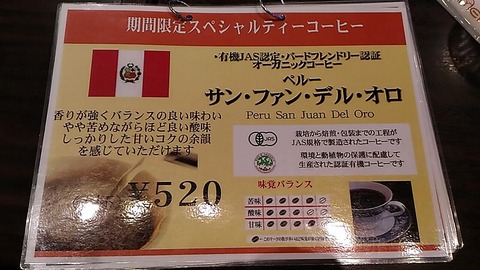 期間限定スペシャルティーコーヒー
・有機JAS認定・バードフレンドリー認証
オーガニックコーヒー
ペルー
サン・ファン・デル・オロ
Peru San Juan Del Oro
香りが強くバランスの良い味わい
やや苦めながらほど良い酸味
しっかりした甘いコクの余韻
を感じていただけます
¥520
JAS
栽培から焙煎・包装までの工程が
JAS規格で製造されたコーヒーです
環境と動植物の保護に配慮して
生産された認証有機コーヒーです
味覚バランス
苦味
酸味
甘味